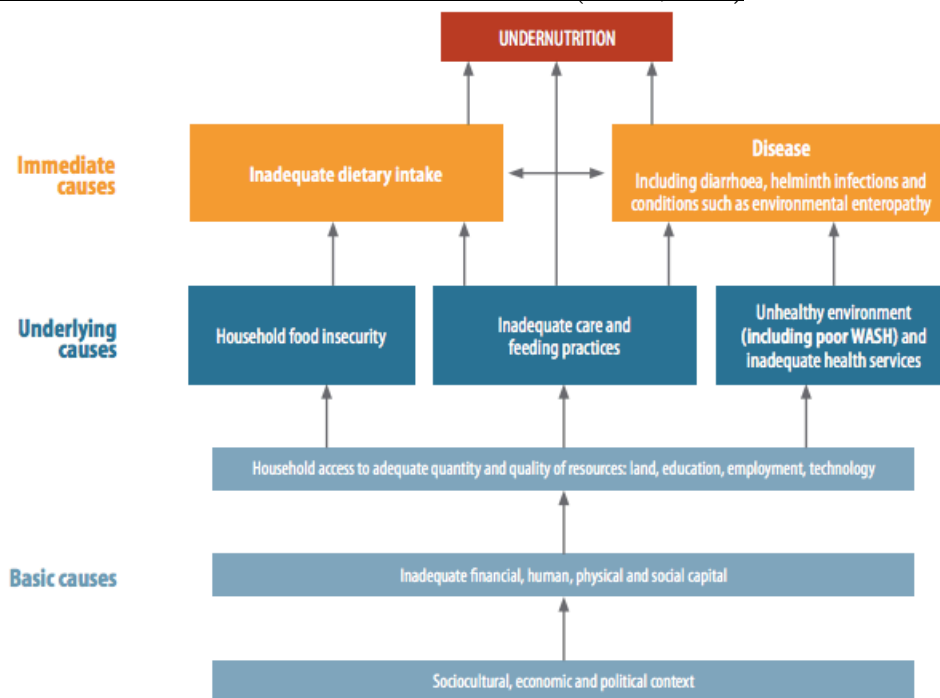 UNDERNUTRITION
Immediate
causes
Inadequate dietary intake
Disease
Including diarrhoea, helminth infections and
conditions such as environmental enteropathy
Underlying
causes
Household food insecurity
Inadequate care and
feeding practices
Unhealthy environment
(including poor WASH) and
inadequate health services
Household access to adequate quantity and quality of resources: land, education, employment, technology
Basic causes
Inadequate financial, human, physical and social capital
Sociocultural, economic and political context